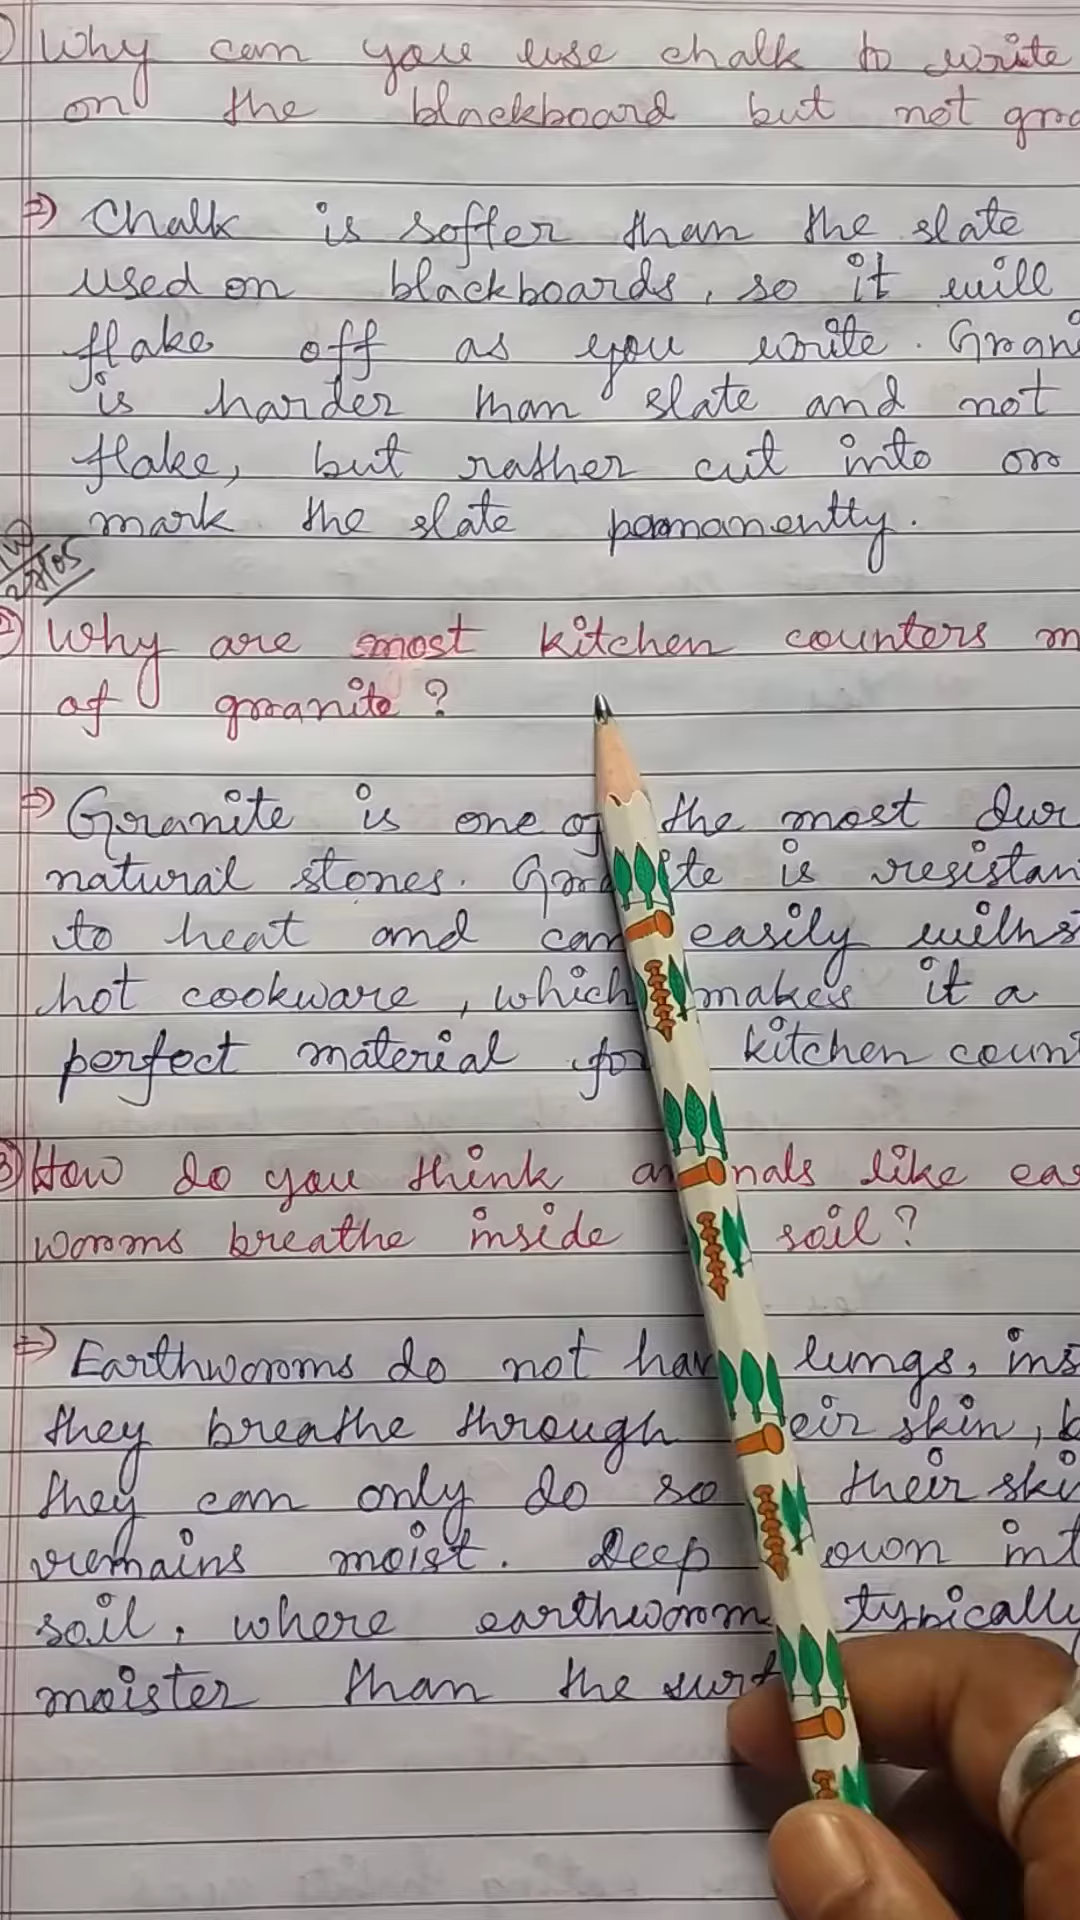 Why can you use chalk to write
on the blackboard but not
⇒ Chalk is softer than the slate
used on blackboards, so it will
flake off as you write.
is harder than slate and not
flake, but rather cut into or
mark the slate permanently.
Why are most kitchen counters
of granite?
⇒ Granite is one of the most
natural stones. is
to heat and can easily
hot cookware, which makes it a
perfect material kitchen
How do you think like
worms breathe inside soil?
⇒ Earthworms do not lungs,
they breathe through skin,
they can only do so their
remains moist. Deep
soil, where
moister than the